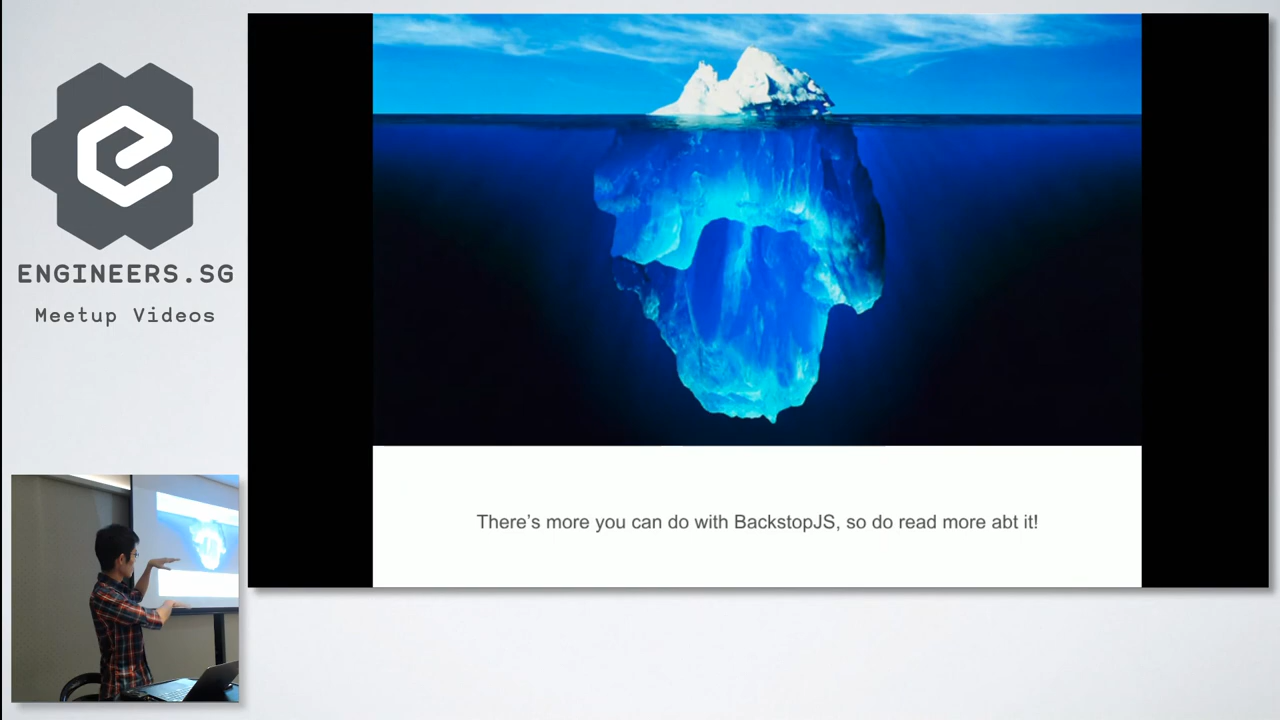 ENGINEERS.SG
Meetup Videos
There's more you can do with BackstopJS, so do read more abt it!